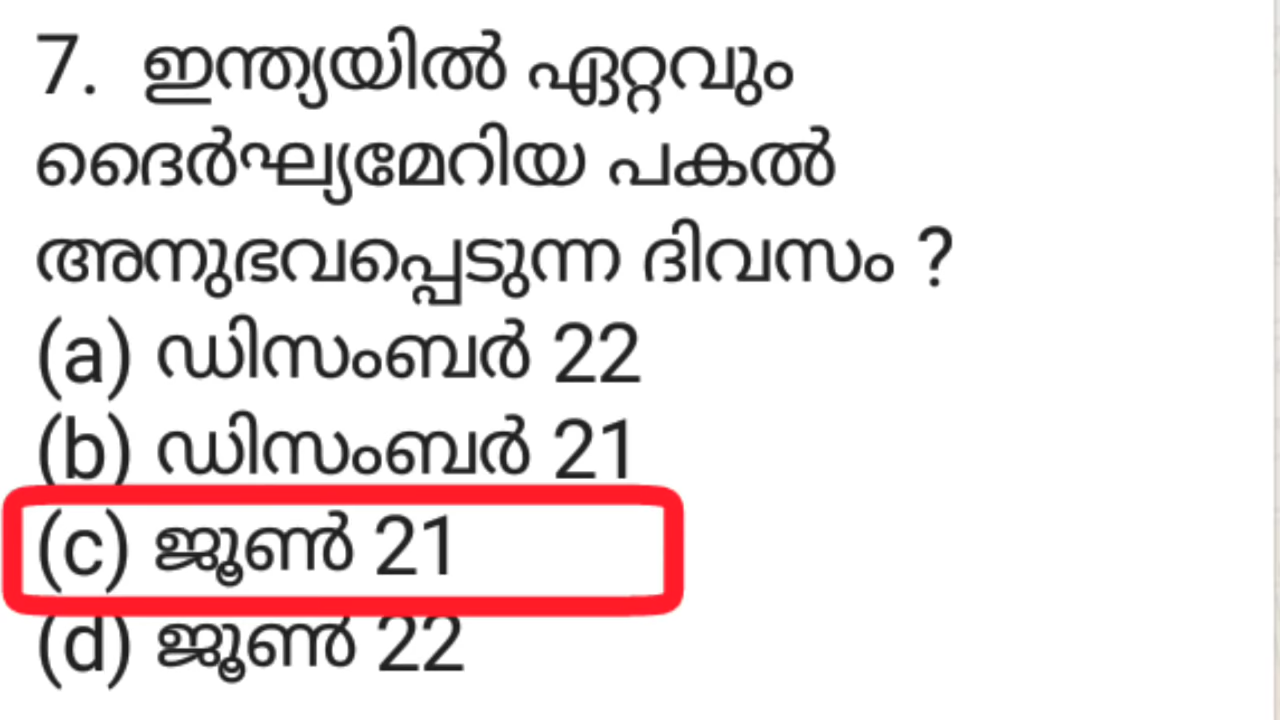 7. ഇന്ത്യയിൽ ഏറ്റവും
ദൈർഘ്യമേറിയ പകൽ
അനുഭവപ്പെടുന്ന ദിവസം ?
(a) ഡിസംബർ 22
(b) ഡിസംബർ 21
(c) ജൂൺ 21
(d) ജൂൺ 22